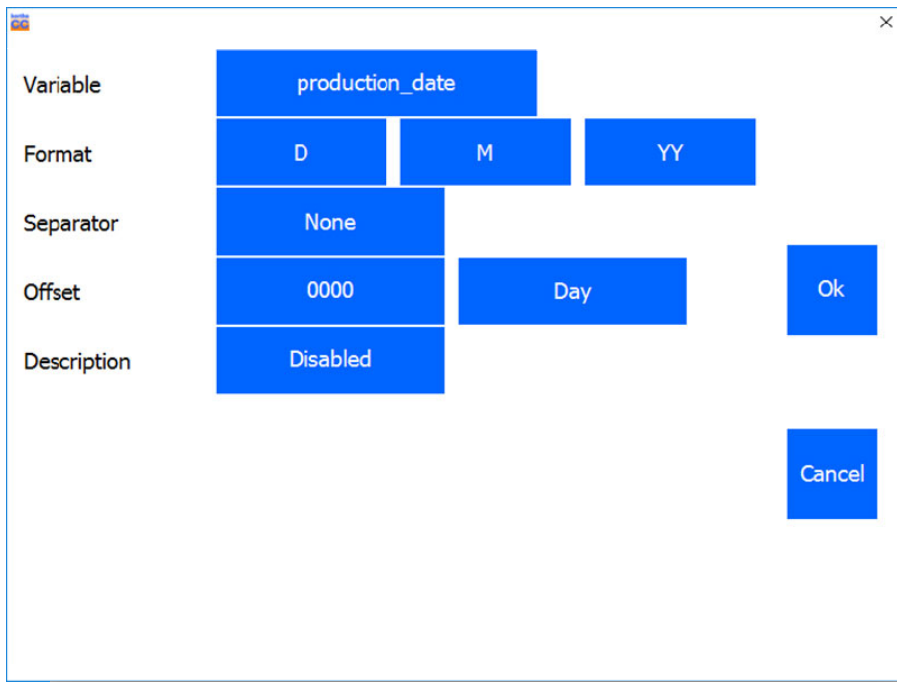 Variable production_date
Format D M YY
Separator None
Offset 0000 Day
Ok
Description Disabled
Cancel